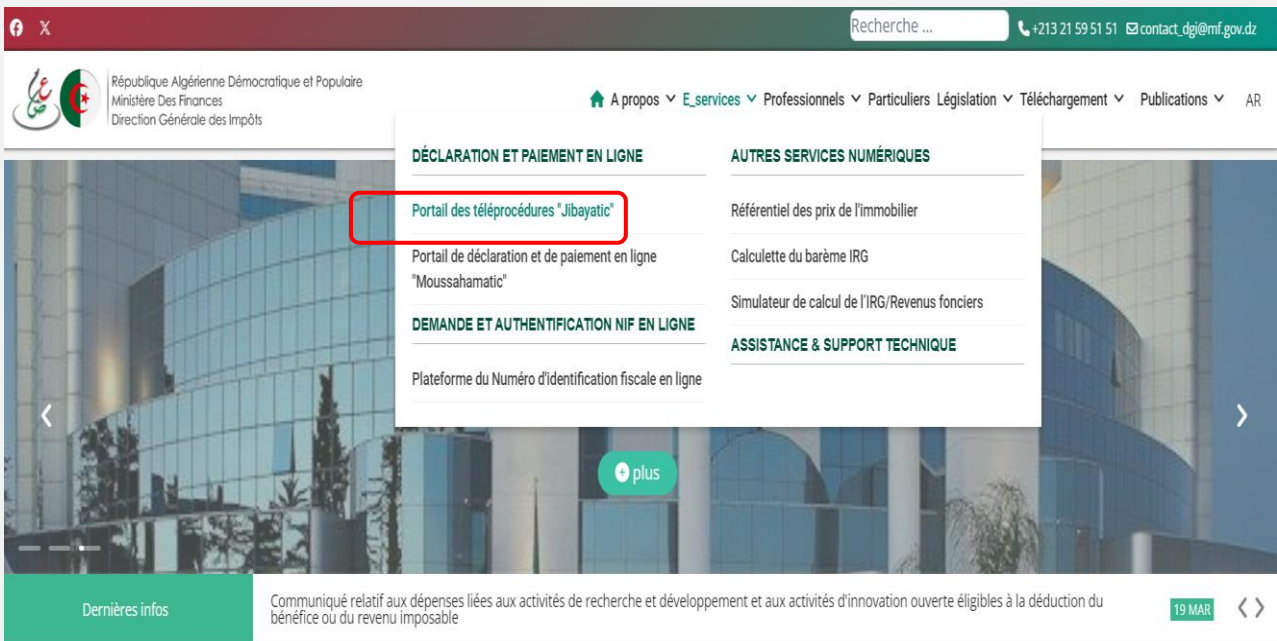 Recherche ...
+213 21 59 51 51
contact_dgi@mf.gov.dz
République Algérienne Démocratique et Populaire
Ministère Des Finances
Direction Générale des Impôts
A propos
E_services
Professionnels
Particuliers
Législation
Téléchargement
Publications
AR
DÉCLARATION ET PAIEMENT EN LIGNE
Portail des téléprocédures "Jibayatic"
Portail de déclaration et de paiement en ligne
"Moussahamatic"
DEMANDE ET AUTHENTIFICATION NIF EN LIGNE
Plateforme du Numéro d'identification fiscale en ligne
AUTRES SERVICES NUMÉRIQUES
Référentiel des prix de l'immobilier
Calculette du barème IRG
Simulateur de calcul de l'IRG/Revenus fonciers
ASSISTANCE & SUPPORT TECHNIQUE
plus
Dernières infos
Communiqué relatif aux dépenses liées aux activités de recherche et développement et aux activités d'innovation ouverte éligibles à la déduction du
bénéfice ou du revenu imposable
19 MAR